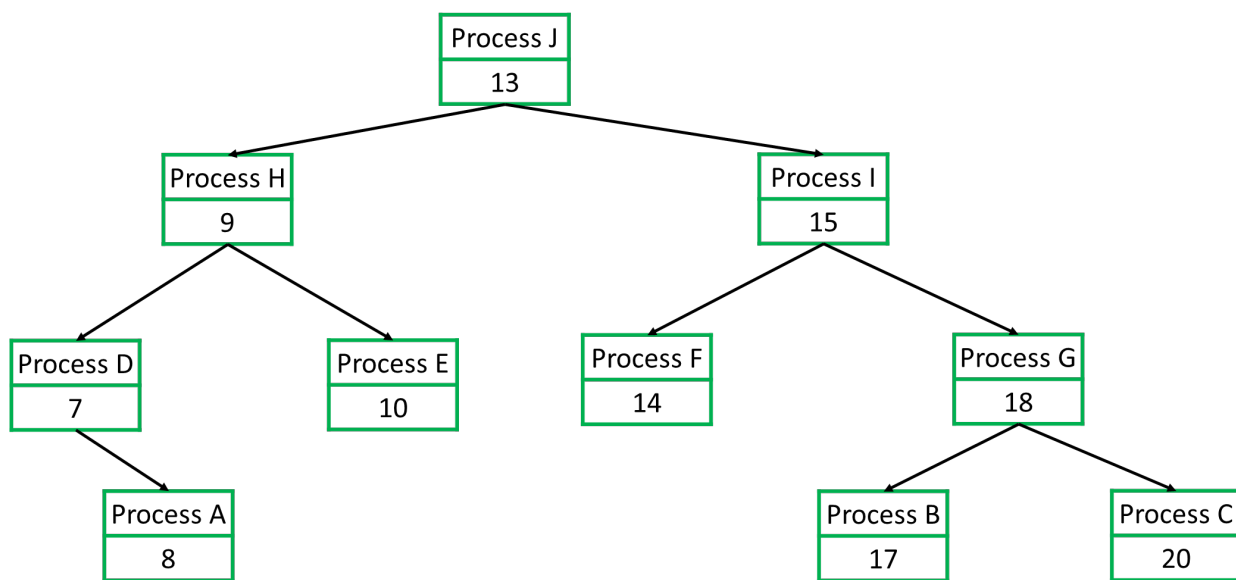 Process J
13
Process H
9
Process I
15
Process D
7
Process E
10
Process F
14
Process G
18
Process A
8
Process B
17
Process C
20